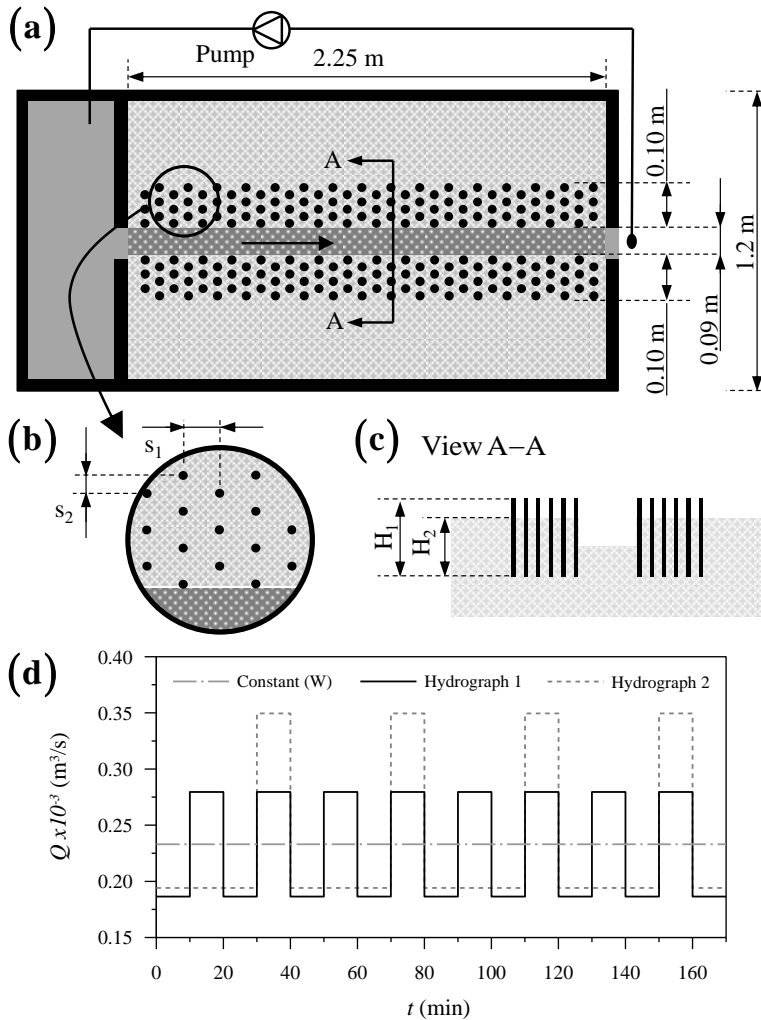 (a)
Pump
2.25 m
A
A
0.10 m
0.10 m
0.09 m
1.2 m
(b)
s₁
s₂
(c) View A–A
H₁
H₂
(d)
0.40
0.35
0.30
0.25
0.20
0.15
Constant (W) Hydrograph 1 Hydrograph 2
Q x10⁻³ (m³/s)
0 20 40 60 80 100 120 140 160
t (min)